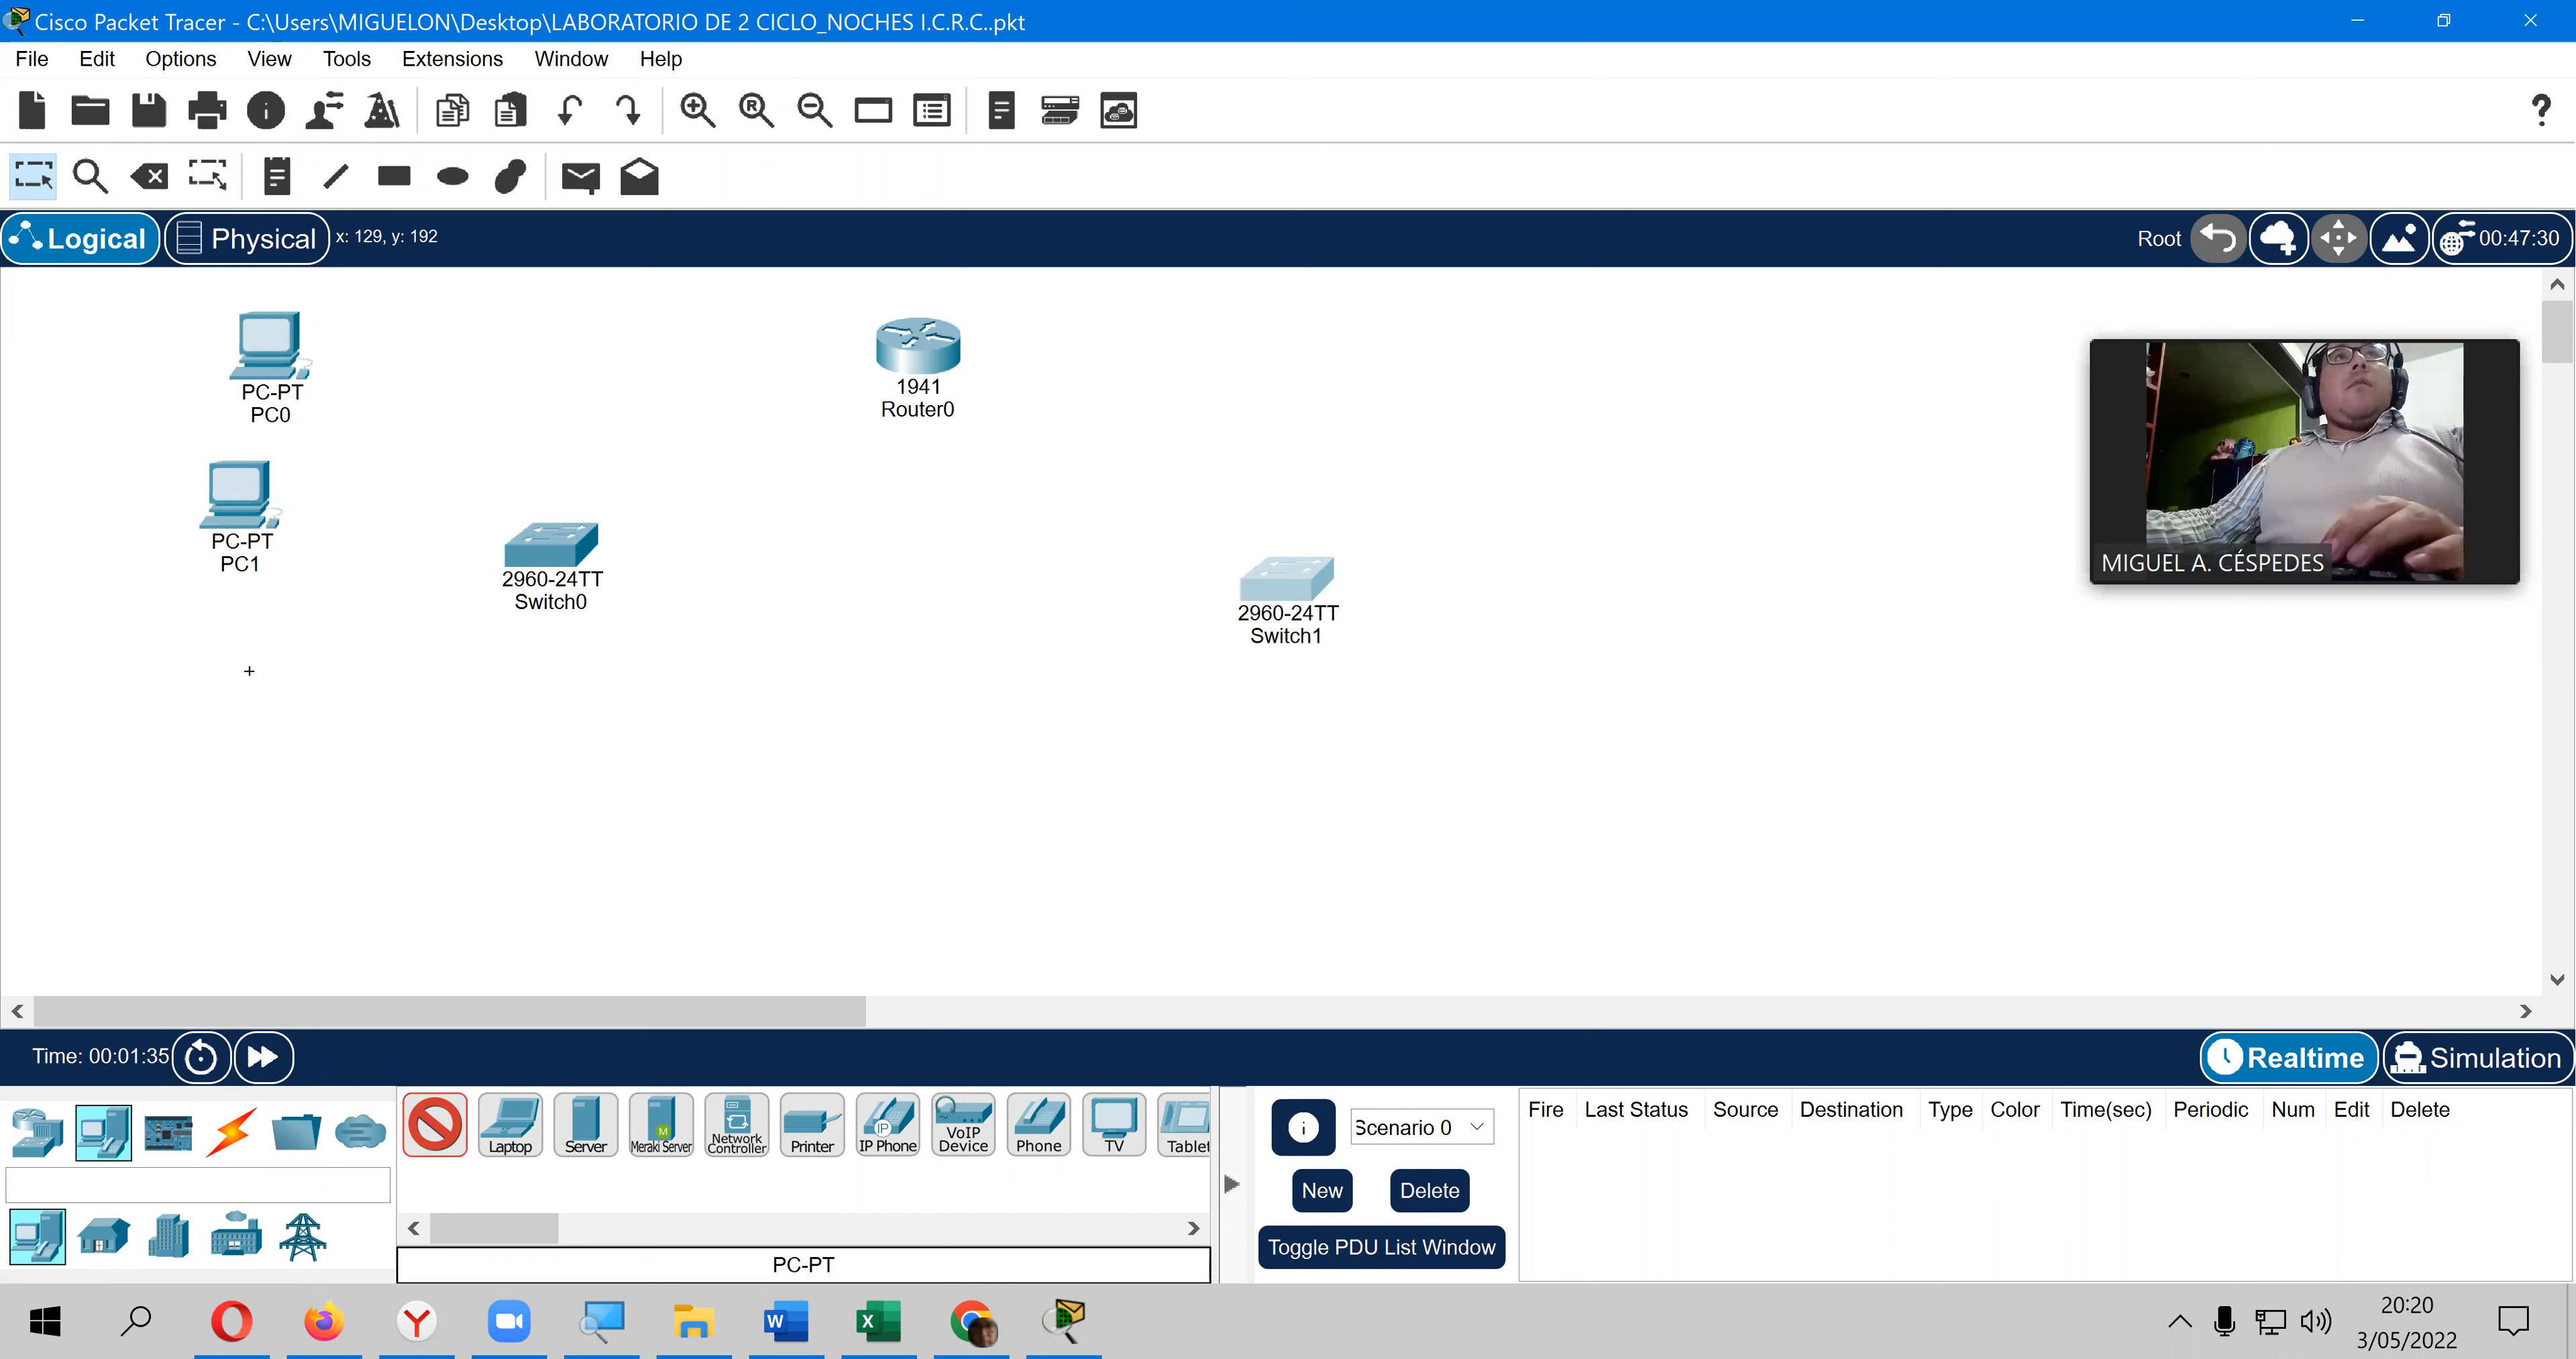 Cisco Packet Tracer - C:\Users\MIGUELON\Desktop\LABORATORIO DE 2 CICLO_NOCHES I.C.R.C..pkt
File Edit Options View Tools Extensions Window Help
Logical Physical x: 129, y: 192 Root 00:47:30
PC-PT
PC0
1941
Router0
PC-PT
PC1
2960-24TT
Switch0
2960-24TT
Switch1
MIGUEL A. CÉSPEDES
Time: 00:01:35 Realtime Simulation
Laptop Server Meraki Server Network Controller Printer IP Phone VoIP Device Phone TV Tablet
PC-PT
Scenario 0
New Delete
Toggle PDU List Window
Fire Last Status Source Destination Type Color Time(sec) Periodic Num Edit Delete
20:20
3/05/2022